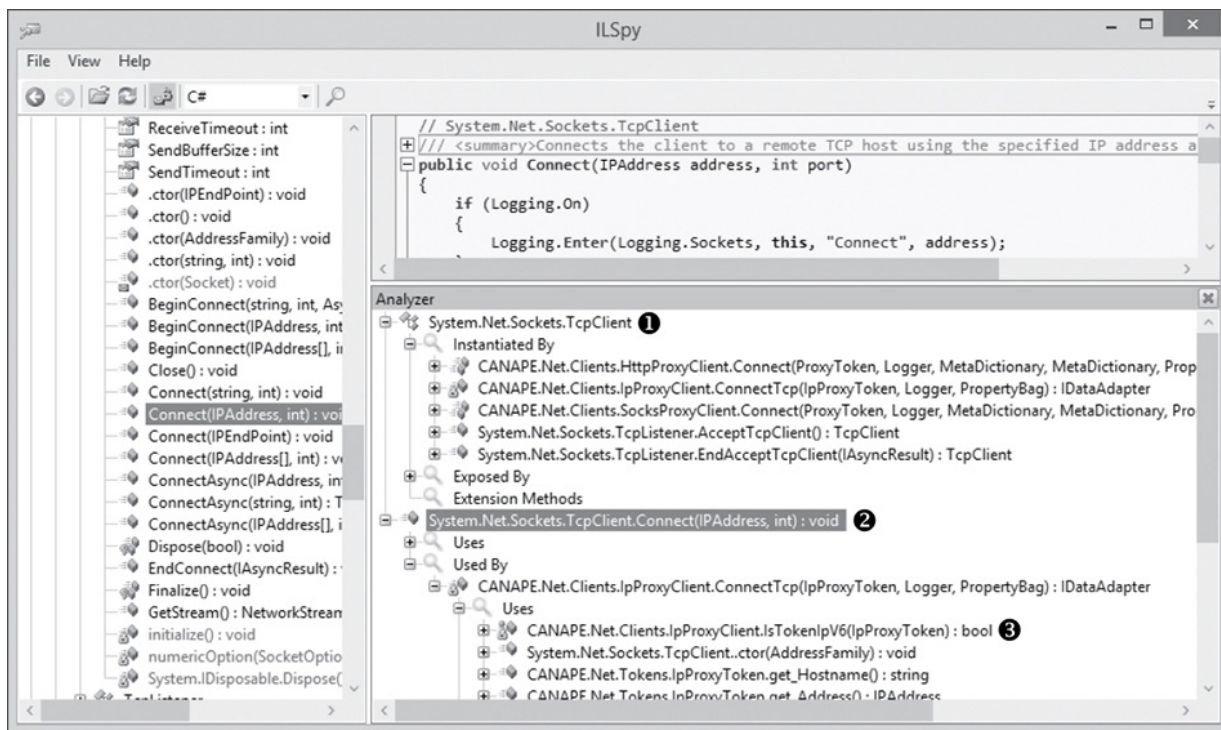 ILSpy
File View Help
C#
ReceiveTimeout : int
SendBufferSize : int
SendTimeout : int
.ctor(IPEndPoint) : void
.ctor() : void
.ctor(AddressFamily) : void
.ctor(string, int) : void
.ctor(Socket) : void
BeginConnect(string, int, Asy
BeginConnect(IPAddress, int
BeginConnect(IPAddress[], i
Close() : void
Connect(string, int) : void
Connect(IPAddress, int) : voi
Connect(IPEndPoint) : void
Connect(IPAddress[], int) : v
ConnectAsync(IPAddress, in
ConnectAsync(string, int) : T
ConnectAsync(IPAddress[], i
Dispose(bool) : void
EndConnect(IAsyncResult) :
Finalize() : void
GetStream() : NetworkStream
initialize() : void
numericOption(SocketOptio
System.IDisposable.Dispose(
TcpListener
// System.Net.Sockets.TcpClient
/// <summary>Connects the client to a remote TCP host using the specified IP address a
public void Connect(IPAddress address, int port)
{
if (Logging.On)
{
Logging.Enter(Logging.Sockets, this, "Connect", address);
Analyzer
System.Net.Sockets.TcpClient ❶
Instantiated By
CANAPE.Net.Clients.HttpProxyClient.Connect(ProxyToken, Logger, MetaDictionary, MetaDictionary, Prop
CANAPE.Net.Clients.IpProxyClient.ConnectTcp(IpProxyToken, Logger, PropertyBag) : IDataAdapter
CANAPE.Net.Clients.SocksProxyClient.Connect(ProxyToken, Logger, MetaDictionary, MetaDictionary, Pro
System.Net.Sockets.TcpListener.AcceptTcpClient() : TcpClient
System.Net.Sockets.TcpListener.EndAcceptTcpClient(IAsyncResult) : TcpClient
Exposed By
Extension Methods
System.Net.Sockets.TcpClient.Connect(IPAddress, int) : void ❷
Uses
Used By
CANAPE.Net.Clients.IpProxyClient.ConnectTcp(IpProxyToken, Logger, PropertyBag) : IDataAdapter
Uses
CANAPE.Net.Clients.IpProxyClient.IsTokenIpV6(IpProxyToken) : bool ❸
System.Net.Sockets.TcpClient..ctor(AddressFamily) : void
CANAPE.Net.Tokens.IpProxyToken.get_Hostname() : string
CANAPE.Net.Tokens.IpProxyToken.get_Address() : IPAddress